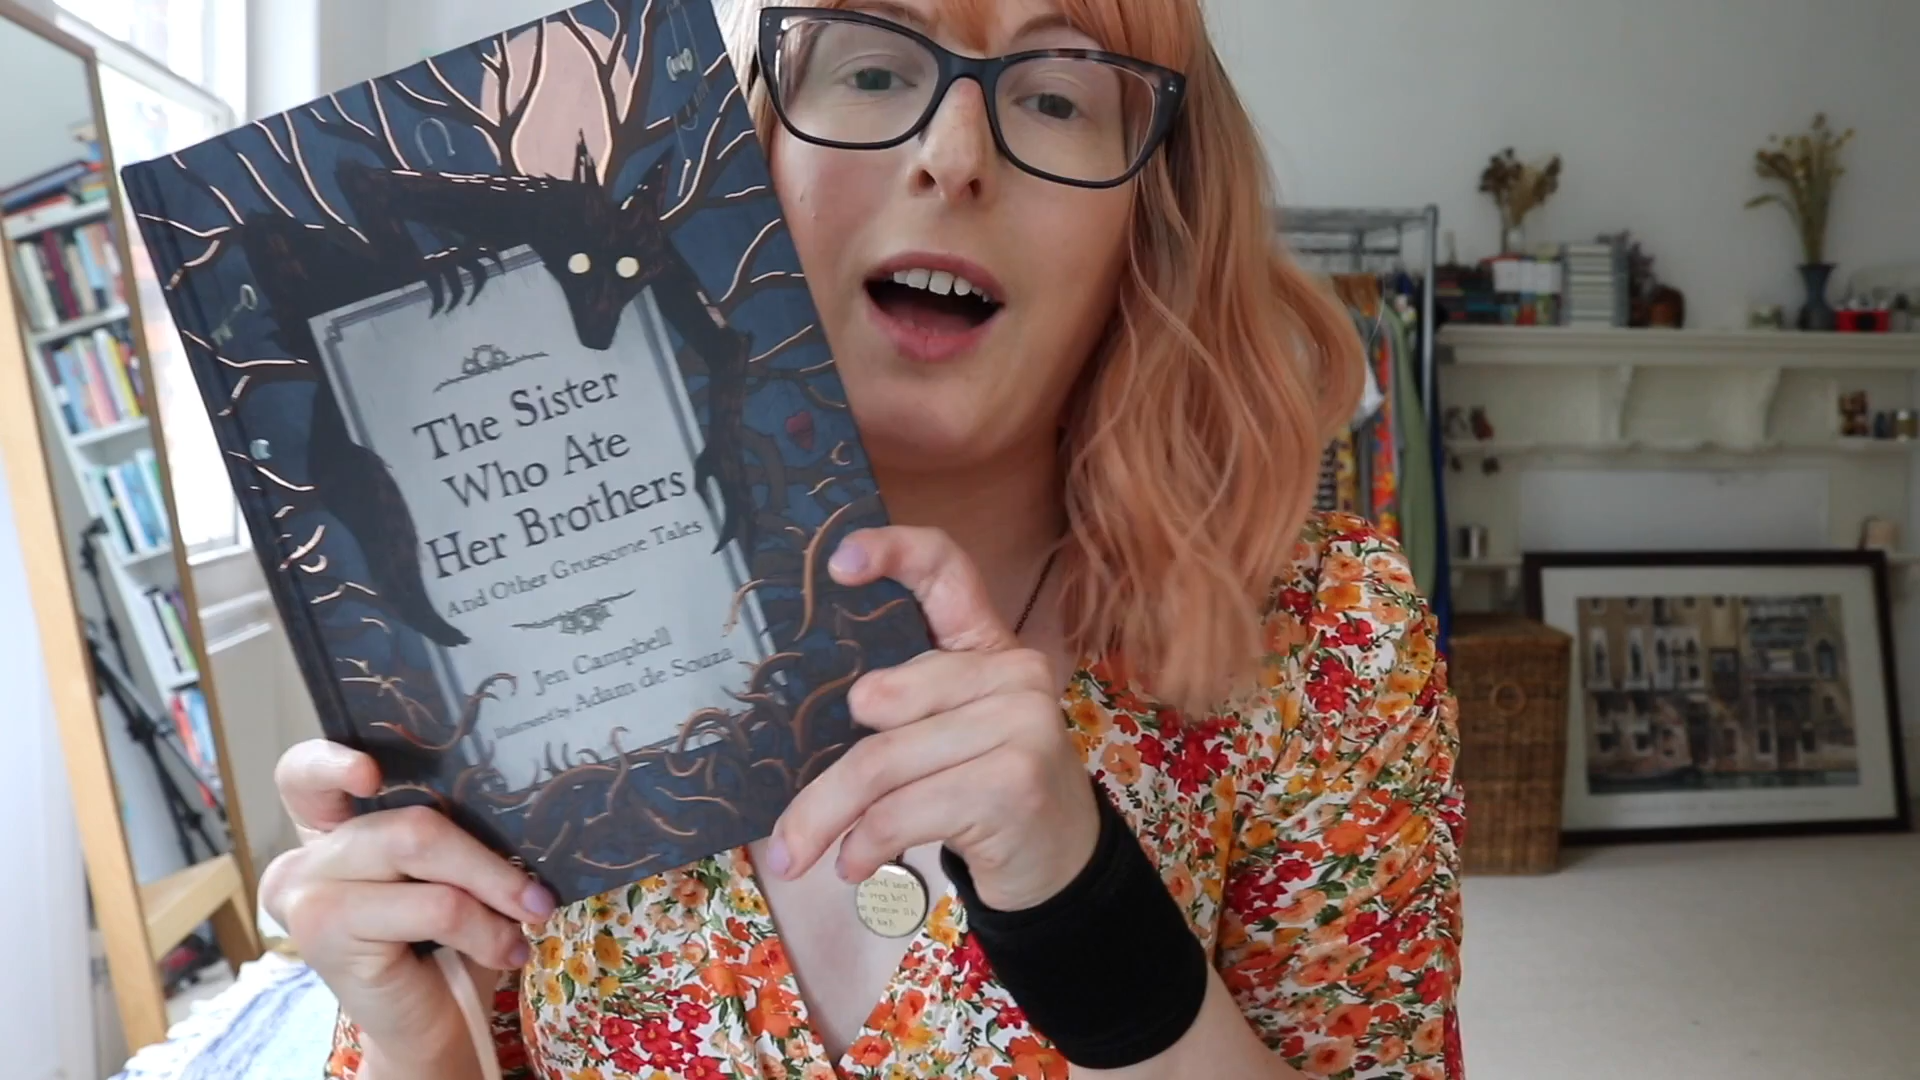 The Sister
Who Ate
Her Brothers
And Other Gruesome Tales
Jen Campbell
Illustrated by Adam de Souza